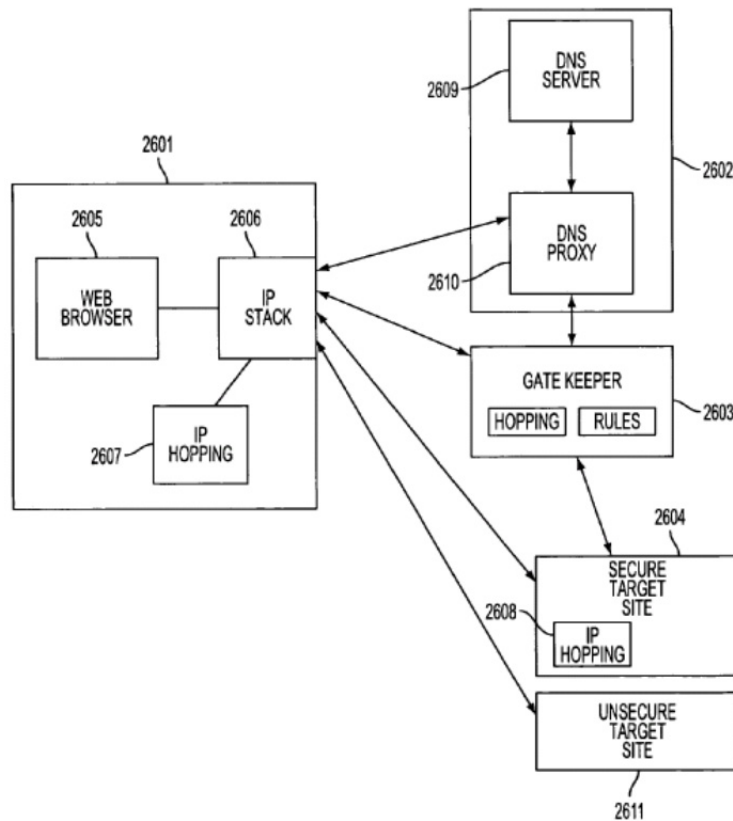 2601
2605
WEB
BROWSER
2606
IP
STACK
2607
IP
HOPPING
2602
2609
DNS
SERVER
2610
DNS
PROXY
GATE KEEPER
HOPPING
RULES
2603
2604
SECURE
TARGET
SITE
2608
IP
HOPPING
UNSECURE
TARGET
SITE
2611